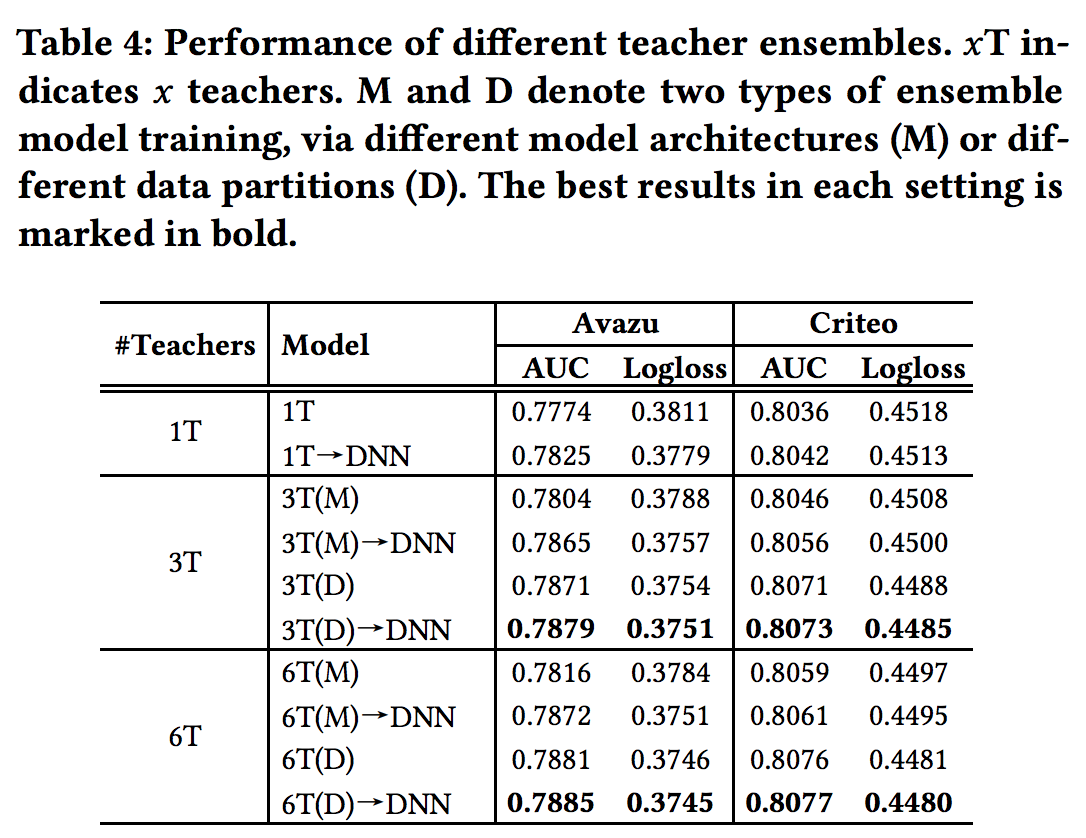 Table 4: Performance of different teacher ensembles. xT in-
dicates x teachers. M and D denote two types of ensemble
model training, via different model architectures (M) or dif-
ferent data partitions (D). The best results in each setting is
marked in bold.
#Teachers Model Avazu Criteo
AUC Logloss AUC Logloss
1T
1T 0.7774 0.3811 0.8036 0.4518
1T→DNN 0.7825 0.3779 0.8042 0.4513
3T
3T(M) 0.7804 0.3788 0.8046 0.4508
3T(M)→DNN 0.7865 0.3757 0.8056 0.4500
3T(D) 0.7871 0.3754 0.8071 0.4488
3T(D)→DNN 0.7879 0.3751 0.8073 0.4485
6T
6T(M) 0.7816 0.3784 0.8059 0.4497
6T(M)→DNN 0.7872 0.3751 0.8061 0.4495
6T(D) 0.7881 0.3746 0.8076 0.4481
6T(D)→DNN 0.7885 0.3745 0.8077 0.4480